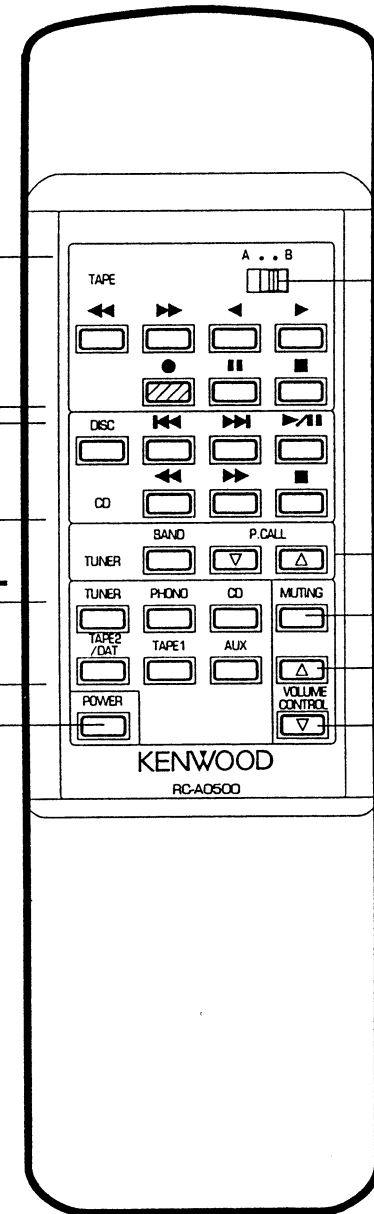 A . . B
TAPE
DISC
CD
BAND P.CALL
TUNER
TUNER PHONO CD MUTING
TAPE2
/DAT TAPE1 AUX
VOLUME
CONTROL
POWER
KENWOOD
RC-A0500